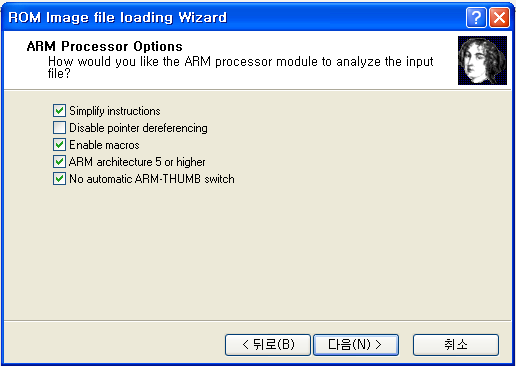 ROM Image file loading Wizard
ARM Processor Options
How would you like the ARM processor module to analyze the input
file?
Simplify instructions
Disable pointer dereferencing
Enable macros
ARM architecture 5 or higher
No automatic ARM-THUMB switch
< 뒤로(B)
다음(N) >
취소